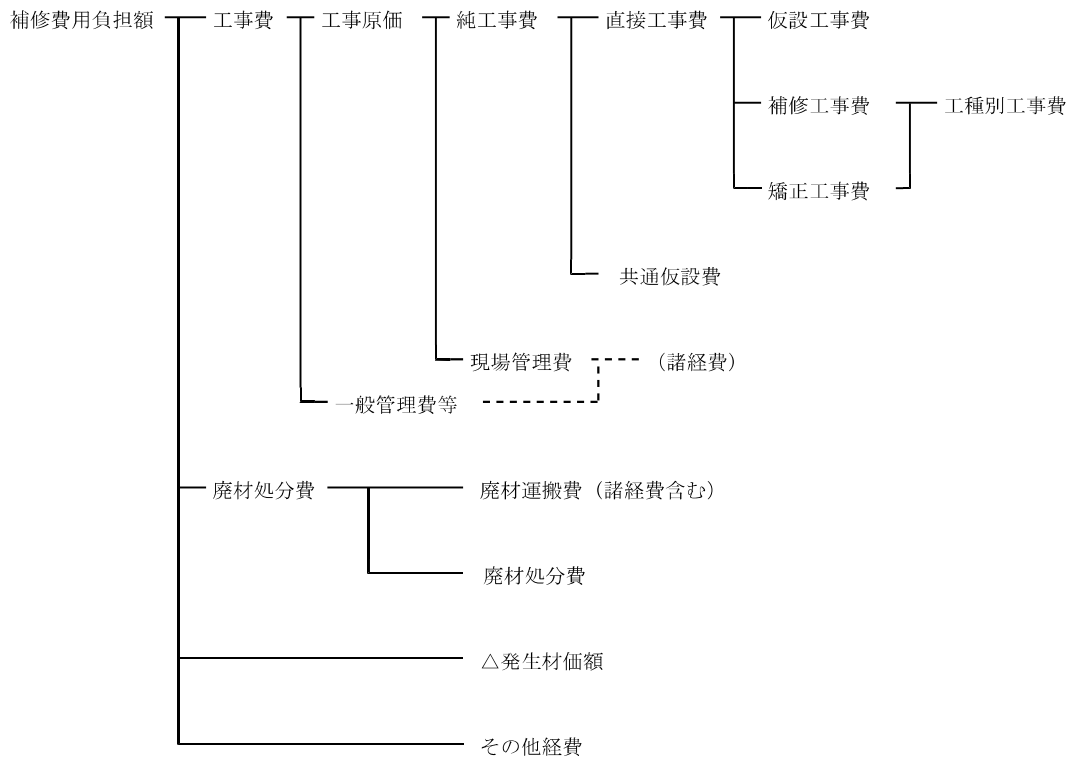 補修費用負担額 工事費 工事原価 純工事費 直接工事費 仮設工事費
補修工事費 工種別工事費
矯正工事費
共通仮設費
現場管理費 （諸経費）
一般管理費等
廃材処分費 廃材運搬費（諸経費含む）
廃材処分費
△発生材価額
その他経費